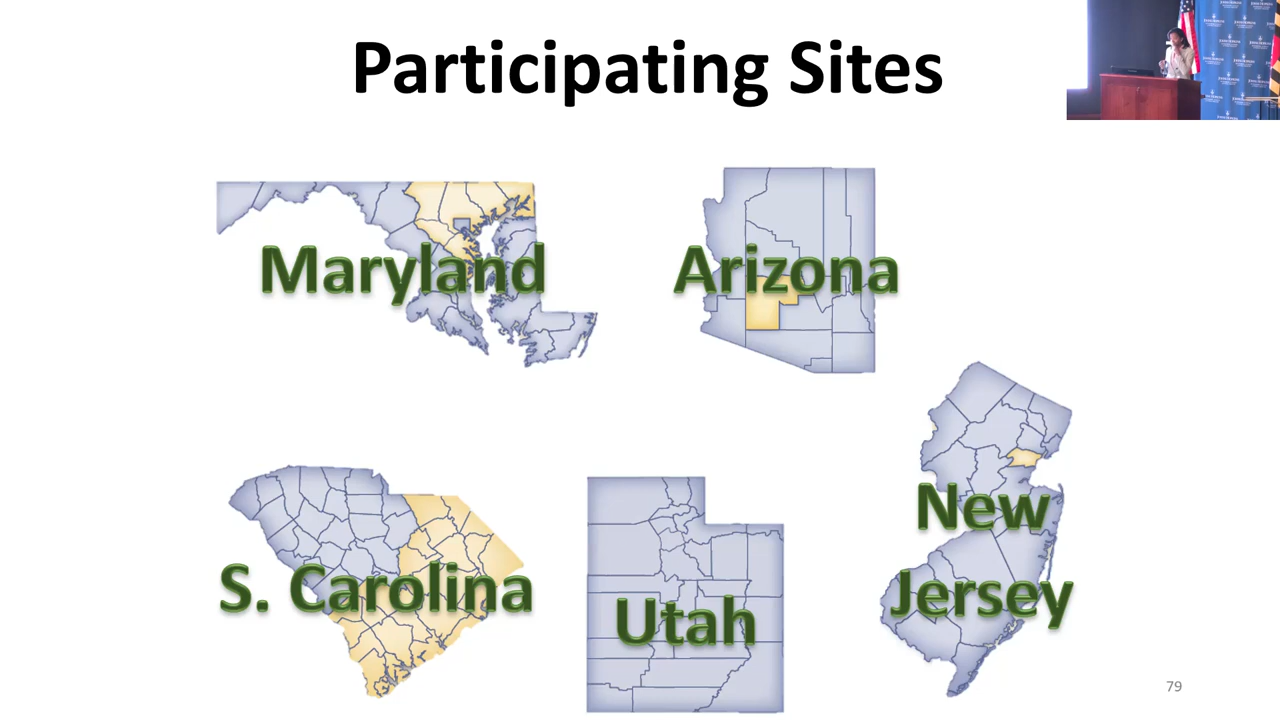 Participating Sites
Maryland
Arizona
S. Carolina
Utah
New
Jersey
79